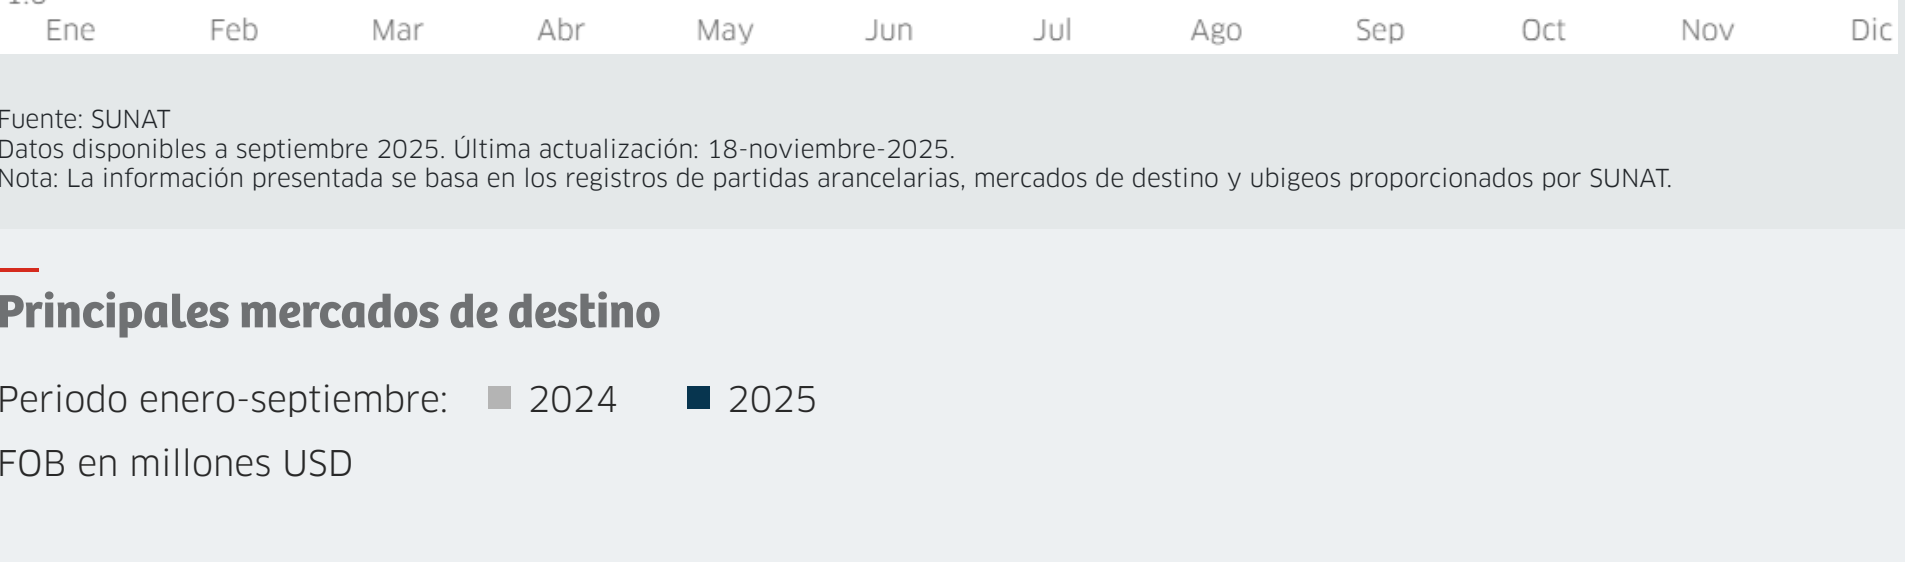 Ene Feb Mar Abr May Jun Jul Ago Sep Oct Nov Dic
Fuente: SUNAT
Datos disponibles a septiembre 2025. Última actualización: 18-noviembre-2025.
Nota: La información presentada se basa en los registros de partidas arancelarias, mercados de destino y ubigeos proporcionados por SUNAT.
Principales mercados de destino
Periodo enero-septiembre: 2024 2025
FOB en millones USD